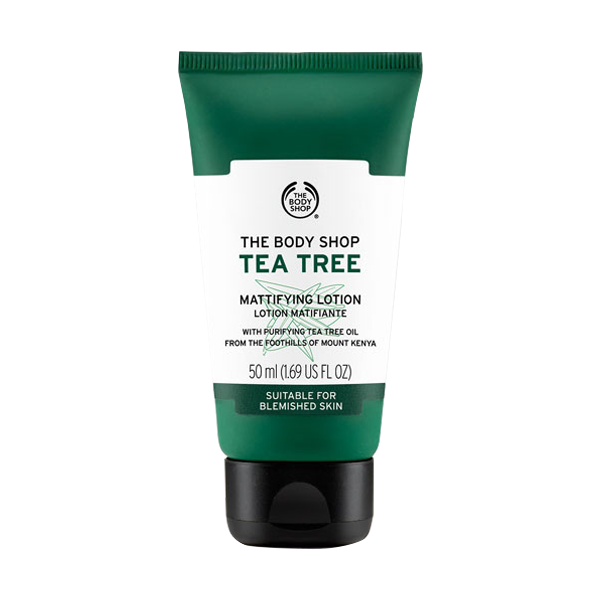 THE
BODY
SHOP
®
THE BODY SHOP
TEA TREE
MATTIFYING LOTION
LOTION MATIFIANTE
WITH PURIFYING TEA TREE OIL
FROM THE FOOTHILLS OF MOUNT KENYA
50 ml (1.69 US FL OZ)
SUITABLE FOR
BLEMISHED SKIN